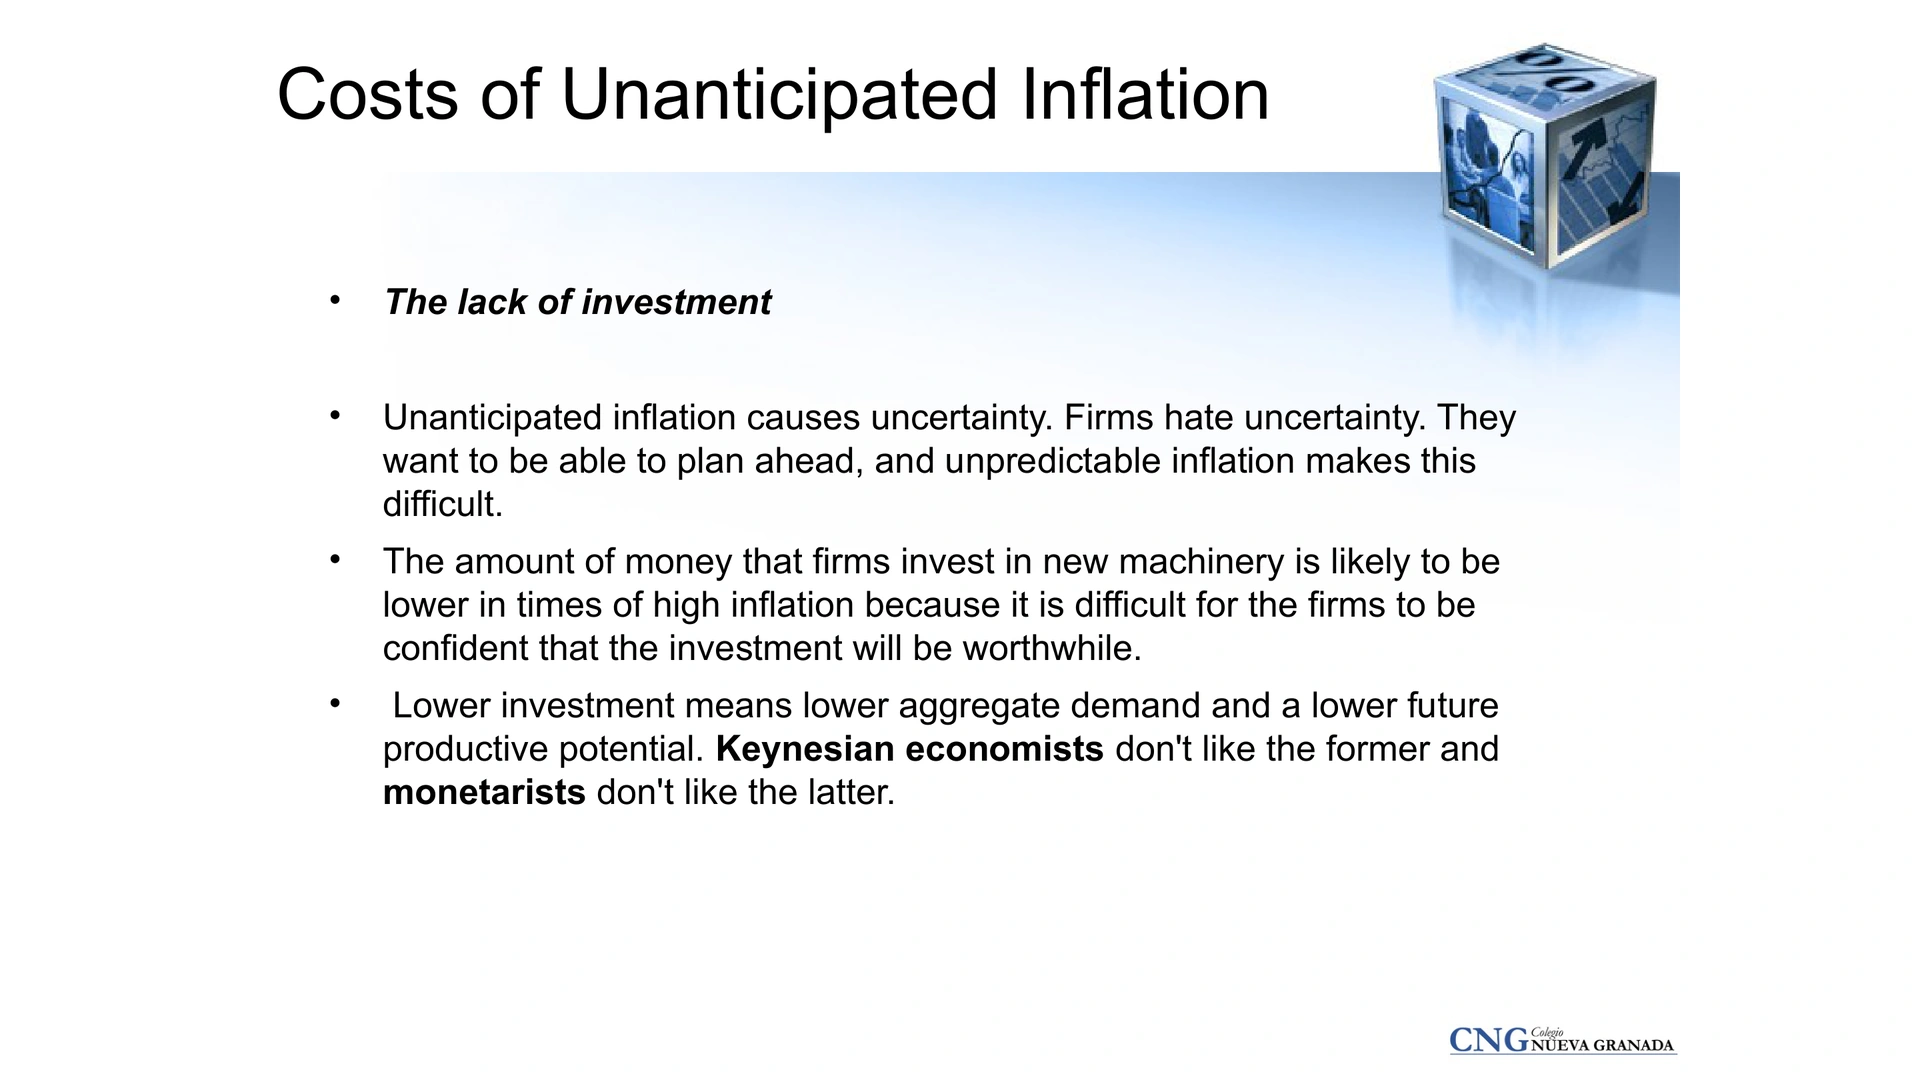 Costs of Unanticipated Inflation
%
• The lack of investment
• Unanticipated inflation causes uncertainty. Firms hate uncertainty. They
want to be able to plan ahead, and unpredictable inflation makes this
difficult.
• The amount of money that firms invest in new machinery is likely to be
lower in times of high inflation because it is difficult for the firms to be
confident that the investment will be worthwhile.
• Lower investment means lower aggregate demand and a lower future
productive potential. Keynesian economists don't like the former and
monetarists don't like the latter.
CNG Colegio
NUEVA GRANADA